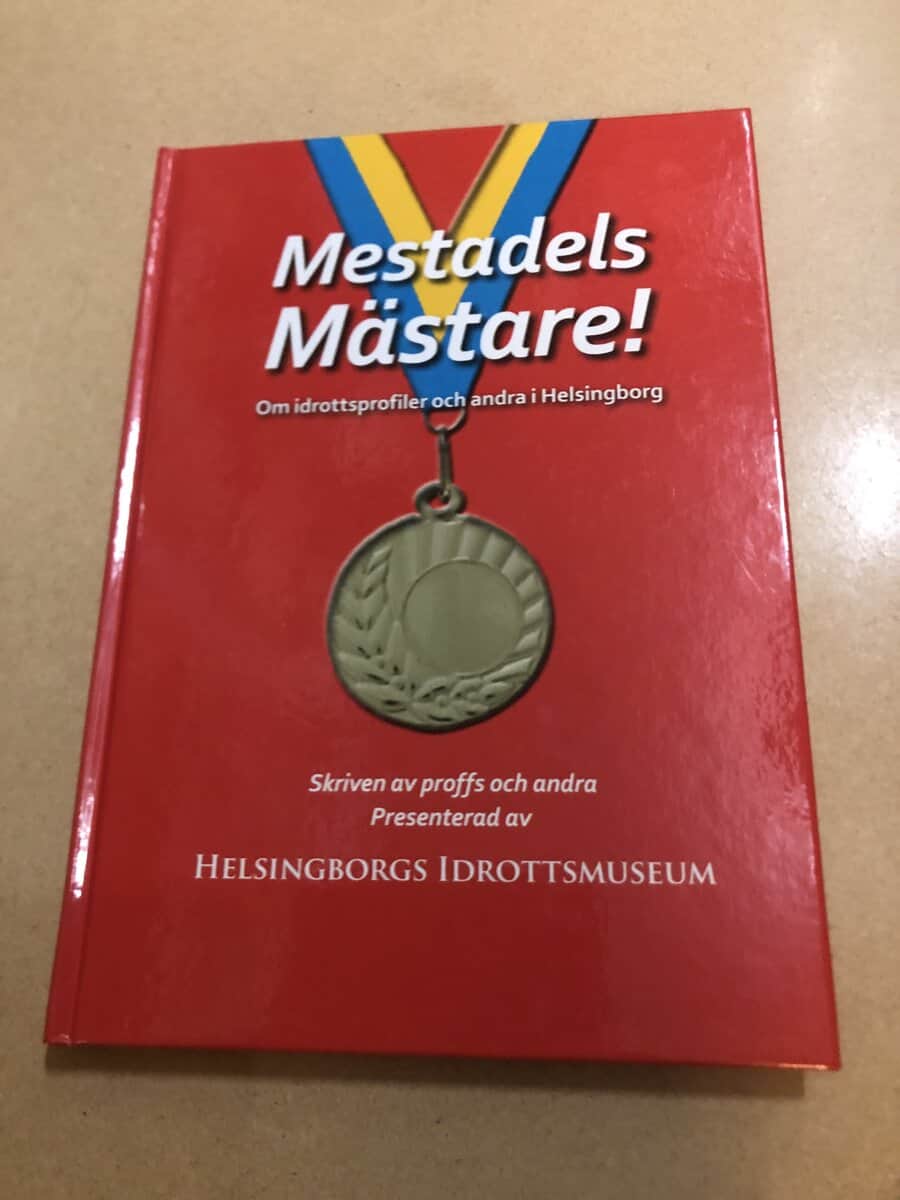 Mestadels
Mästare!
Om idrottsprofiler och andra i Helsingborg
Skriven av proffs och andra
Presenterad av
HELSINGBORGS IDROTTSMUSEUM